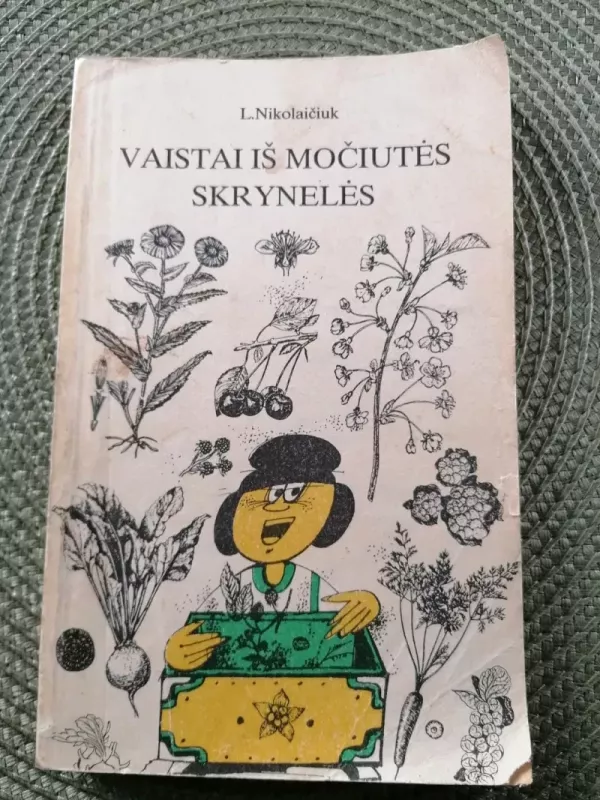 L.Nikolaičiuk
VAISTAI IŠ MOČIUTĖS
SKRYNELĖS